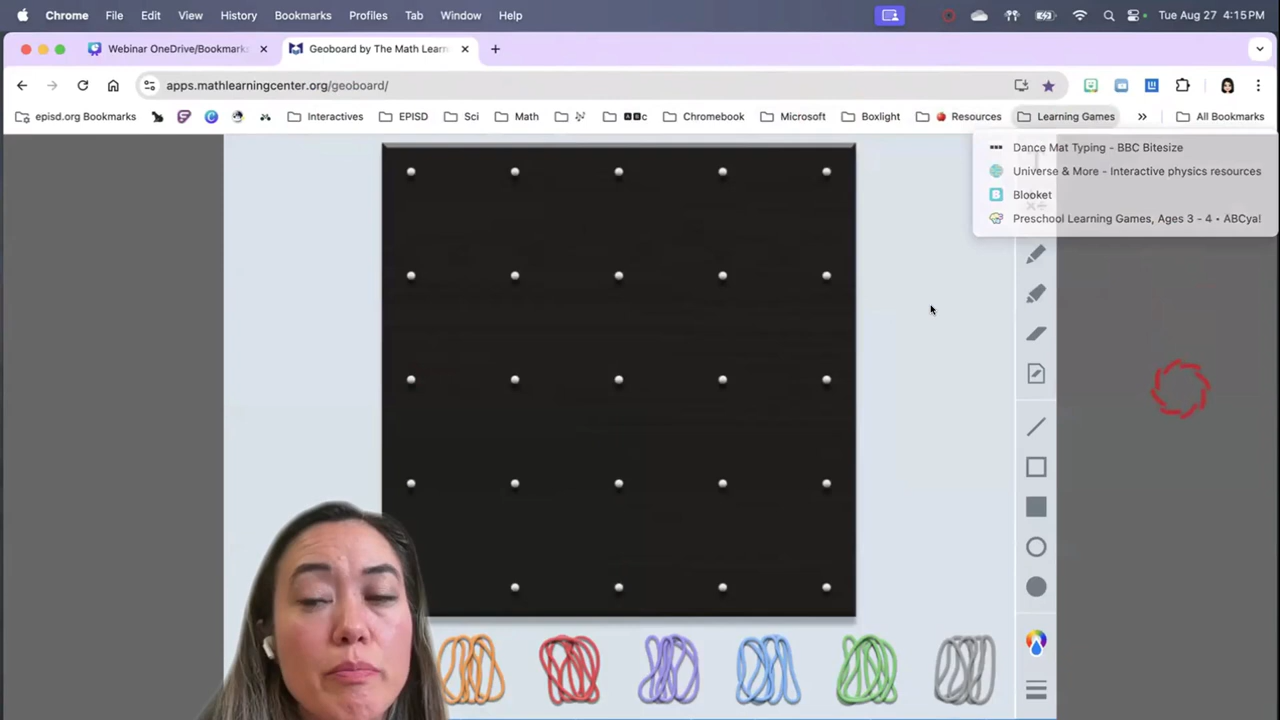 Chrome File Edit View History Bookmarks Profiles Tab Window Help Tue Aug 27 4:15 PM
Webinar OneDrive/Bookmarks Geoboard by The Math Learn
apps.mathlearningcenter.org/geoboard/
episd.org Bookmarks Interactives EPISD Sci Math Chromebook Microsoft Boxlight Resources Learning Games » All Bookmarks
Dance Mat Typing - BBC Bitesize
Universe & More - Interactive physics resources
Blooket
Preschool Learning Games, Ages 3 - 4 • ABCya!